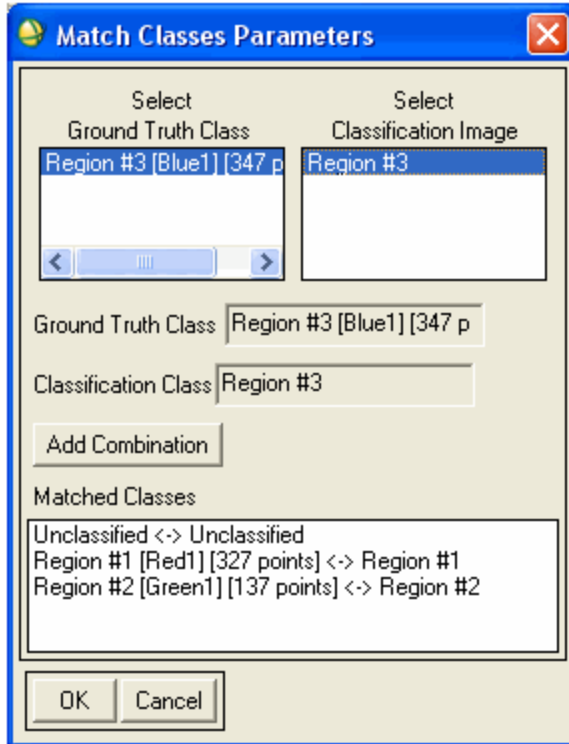 Match Classes Parameters
Select
Ground Truth Class
Select
Classification Image
Region #3 [Blue1] [347 p
Region #3
Ground Truth Class Region #3 [Blue1] [347 p
Classification Class Region #3
Add Combination
Matched Classes
Unclassified <-> Unclassified
Region #1 [Red1] [327 points] <-> Region #1
Region #2 [Green1] [137 points] <-> Region #2
OK Cancel